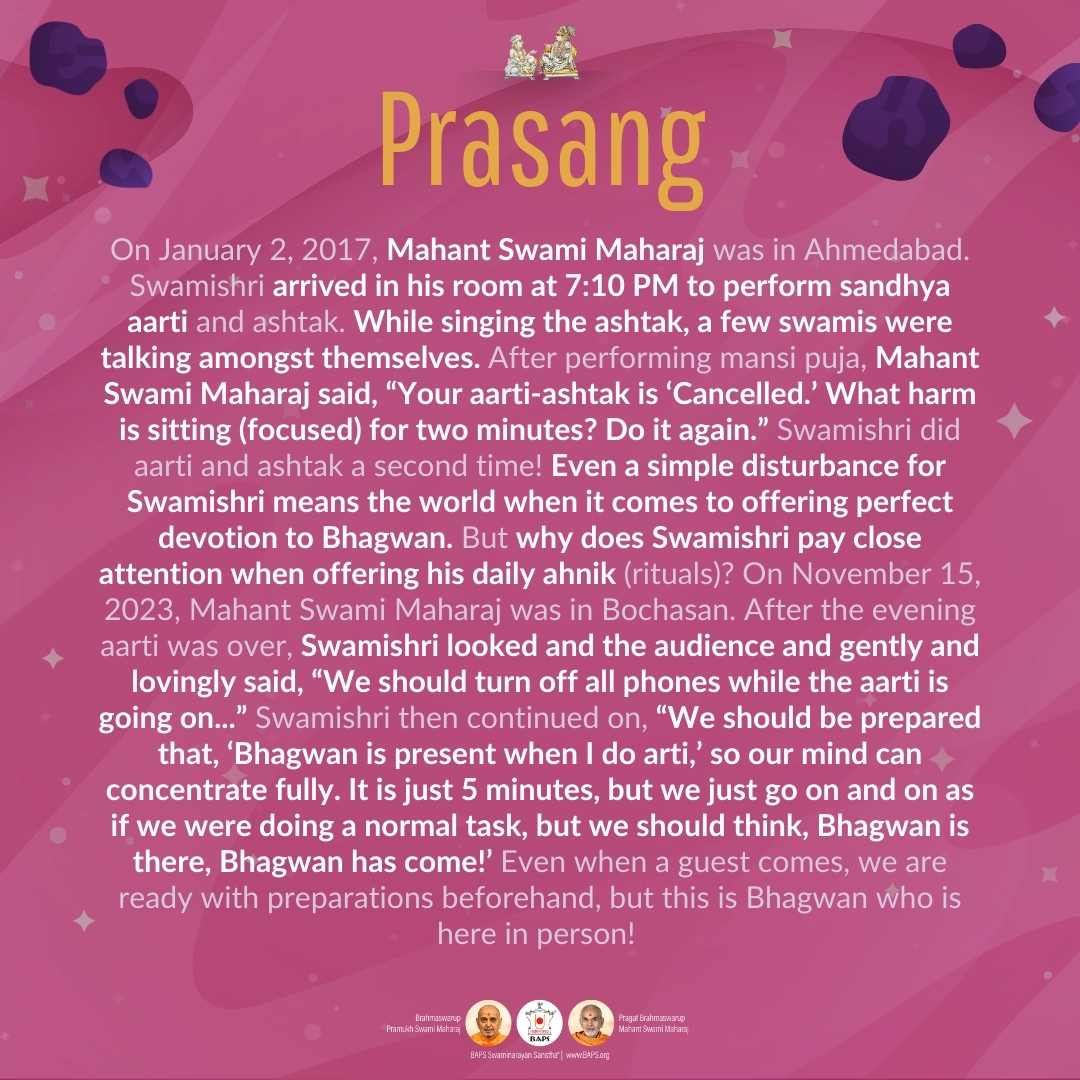 Prasang
On January 2, 2017, Mahant Swami Maharaj was in Ahmedabad.
Swamishri arrived in his room at 7:10 PM to perform sandhya
aarti and ashtak. While singing the ashtak, a few swamis were
talking amongst themselves. After performing mansi puja, Mahant
Swami Maharaj said, “Your aarti-ashtak is ‘Cancelled.’ What harm
is sitting (focused) for two minutes? Do it again.” Swamishri did
aarti and ashtak a second time! Even a simple disturbance for
Swamishri means the world when it comes to offering perfect
devotion to Bhagwan. But why does Swamishri pay close
attention when offering his daily ahnik (rituals)? On November 15,
2023, Mahant Swami Maharaj was in Bochasan. After the evening
aarti was over, Swamishri looked and the audience and gently and
lovingly said, “We should turn off all phones while the aarti is
going on...” Swamishri then continued on, “We should be prepared
that, ‘Bhagwan is present when I do arti,’ so our mind can
concentrate fully. It is just 5 minutes, but we just go on and on as
if we were doing a normal task, but we should think, Bhagwan is
there, Bhagwan has come!’ Even when a guest comes, we are
ready with preparations beforehand, but this is Bhagwan who is
here in person!
Brahmaswarup
Pramukh Swami Maharaj
BAPS
Pragat Brahmaswarup
Mahant Swami Maharaj
BAPS Swaminarayan Sanstha® | www.BAPS.org